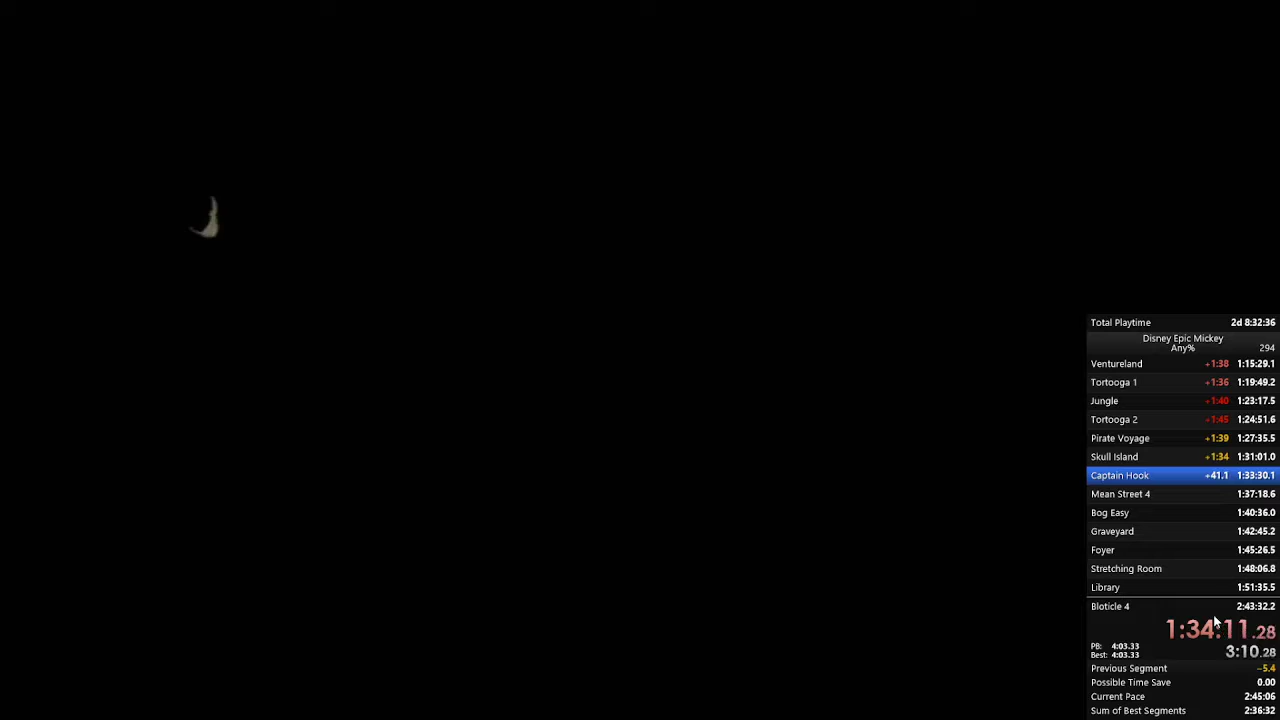 Total Playtime 2d 8:32:36
Disney Epic Mickey
Any% 294
Ventureland +1:38 1:15:29.1
Tortooga 1 +1:36 1:19:49.2
Jungle +1:40 1:23:17.5
Tortooga 2 +1:45 1:24:51.6
Pirate Voyage +1:39 1:27:35.5
Skull Island +1:34 1:31:01.0
Captain Hook +41.1 1:33:30.1
Mean Street 4 1:37:18.6
Bog Easy 1:40:36.0
Graveyard 1:42:45.2
Foyer 1:45:26.5
Stretching Room 1:48:06.8
Library 1:51:35.5
Bloticle 4 2:43:32.2
1:34:11.28
PB: 4:03.33
Best: 4:03.33
3:10.28
Previous Segment -5.4
Possible Time Save 0.00
Current Pace 2:45:06
Sum of Best Segments 2:36:32